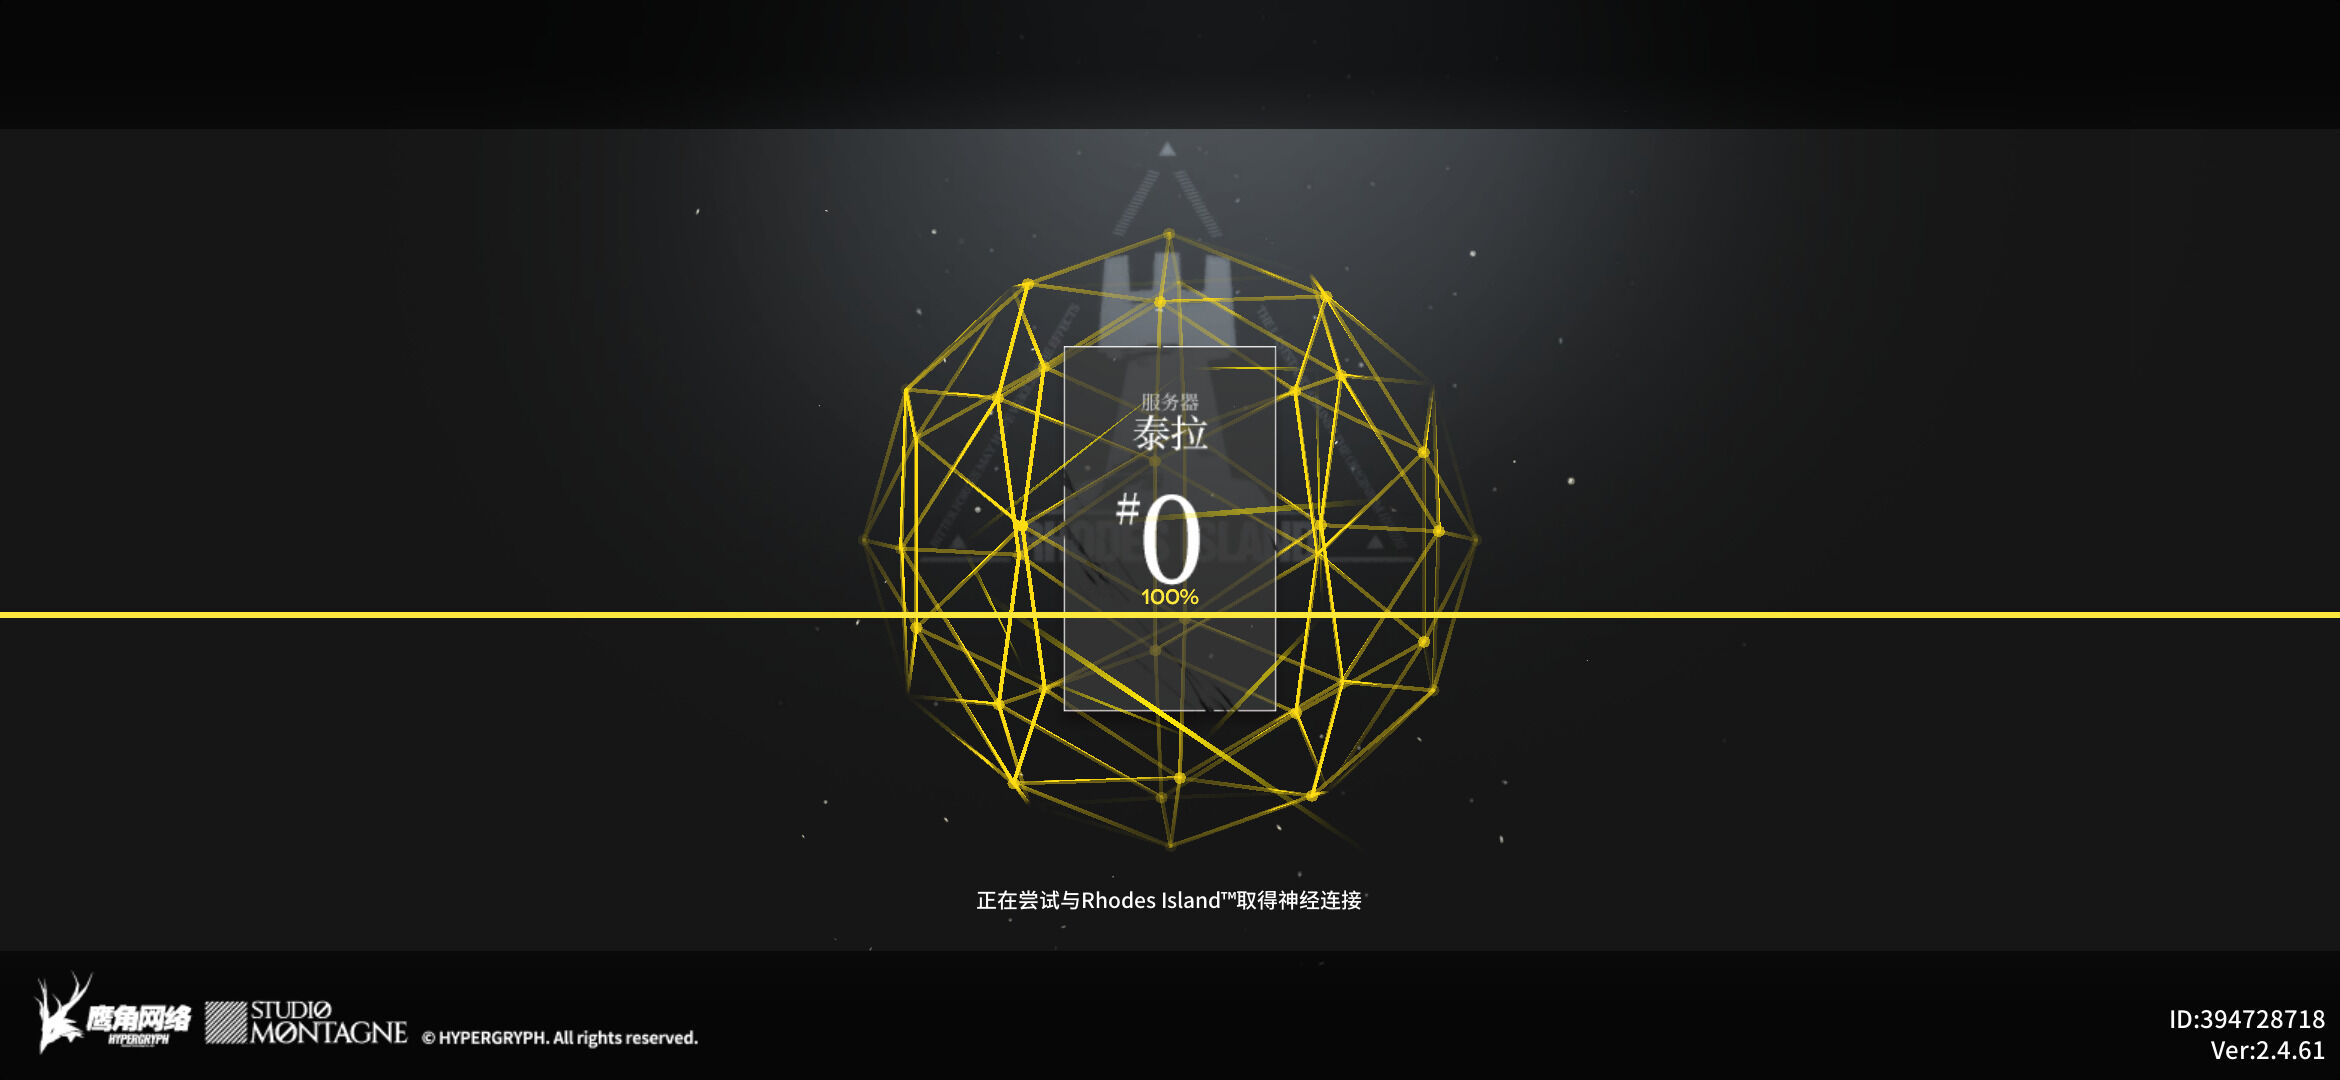 服务器
泰拉
#0
100%
RHODES ISLAND
正在尝试与Rhodes Island™取得神经连接
鹰角网络
HYPERGRYPH
STUDIO
MONTAGNE
© HYPERGRYPH. All rights reserved.
ID:394728718
Ver:2.4.61